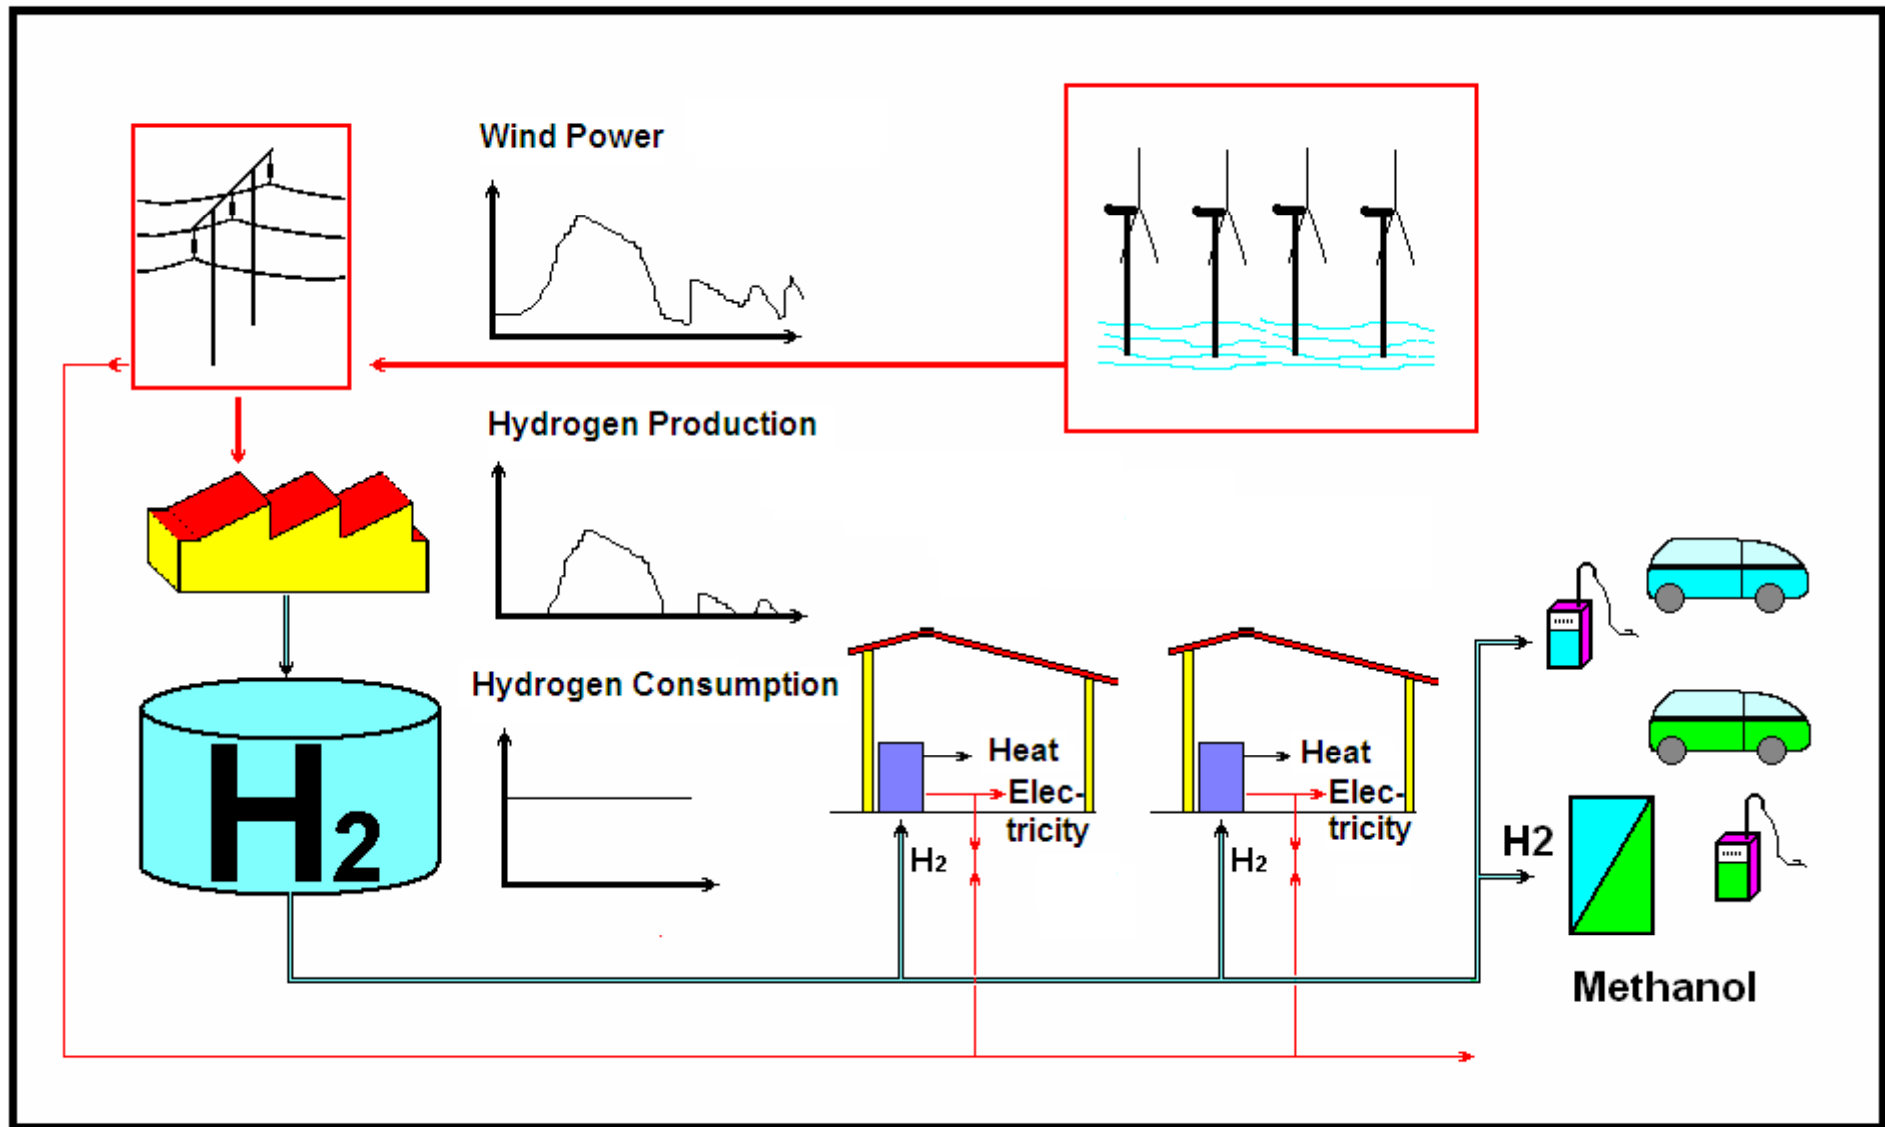 Wind Power
Hydrogen Production
Hydrogen Consumption
H2
Heat
Elec-
tricity
H2
Heat
Elec-
tricity
H2
H2
Methanol